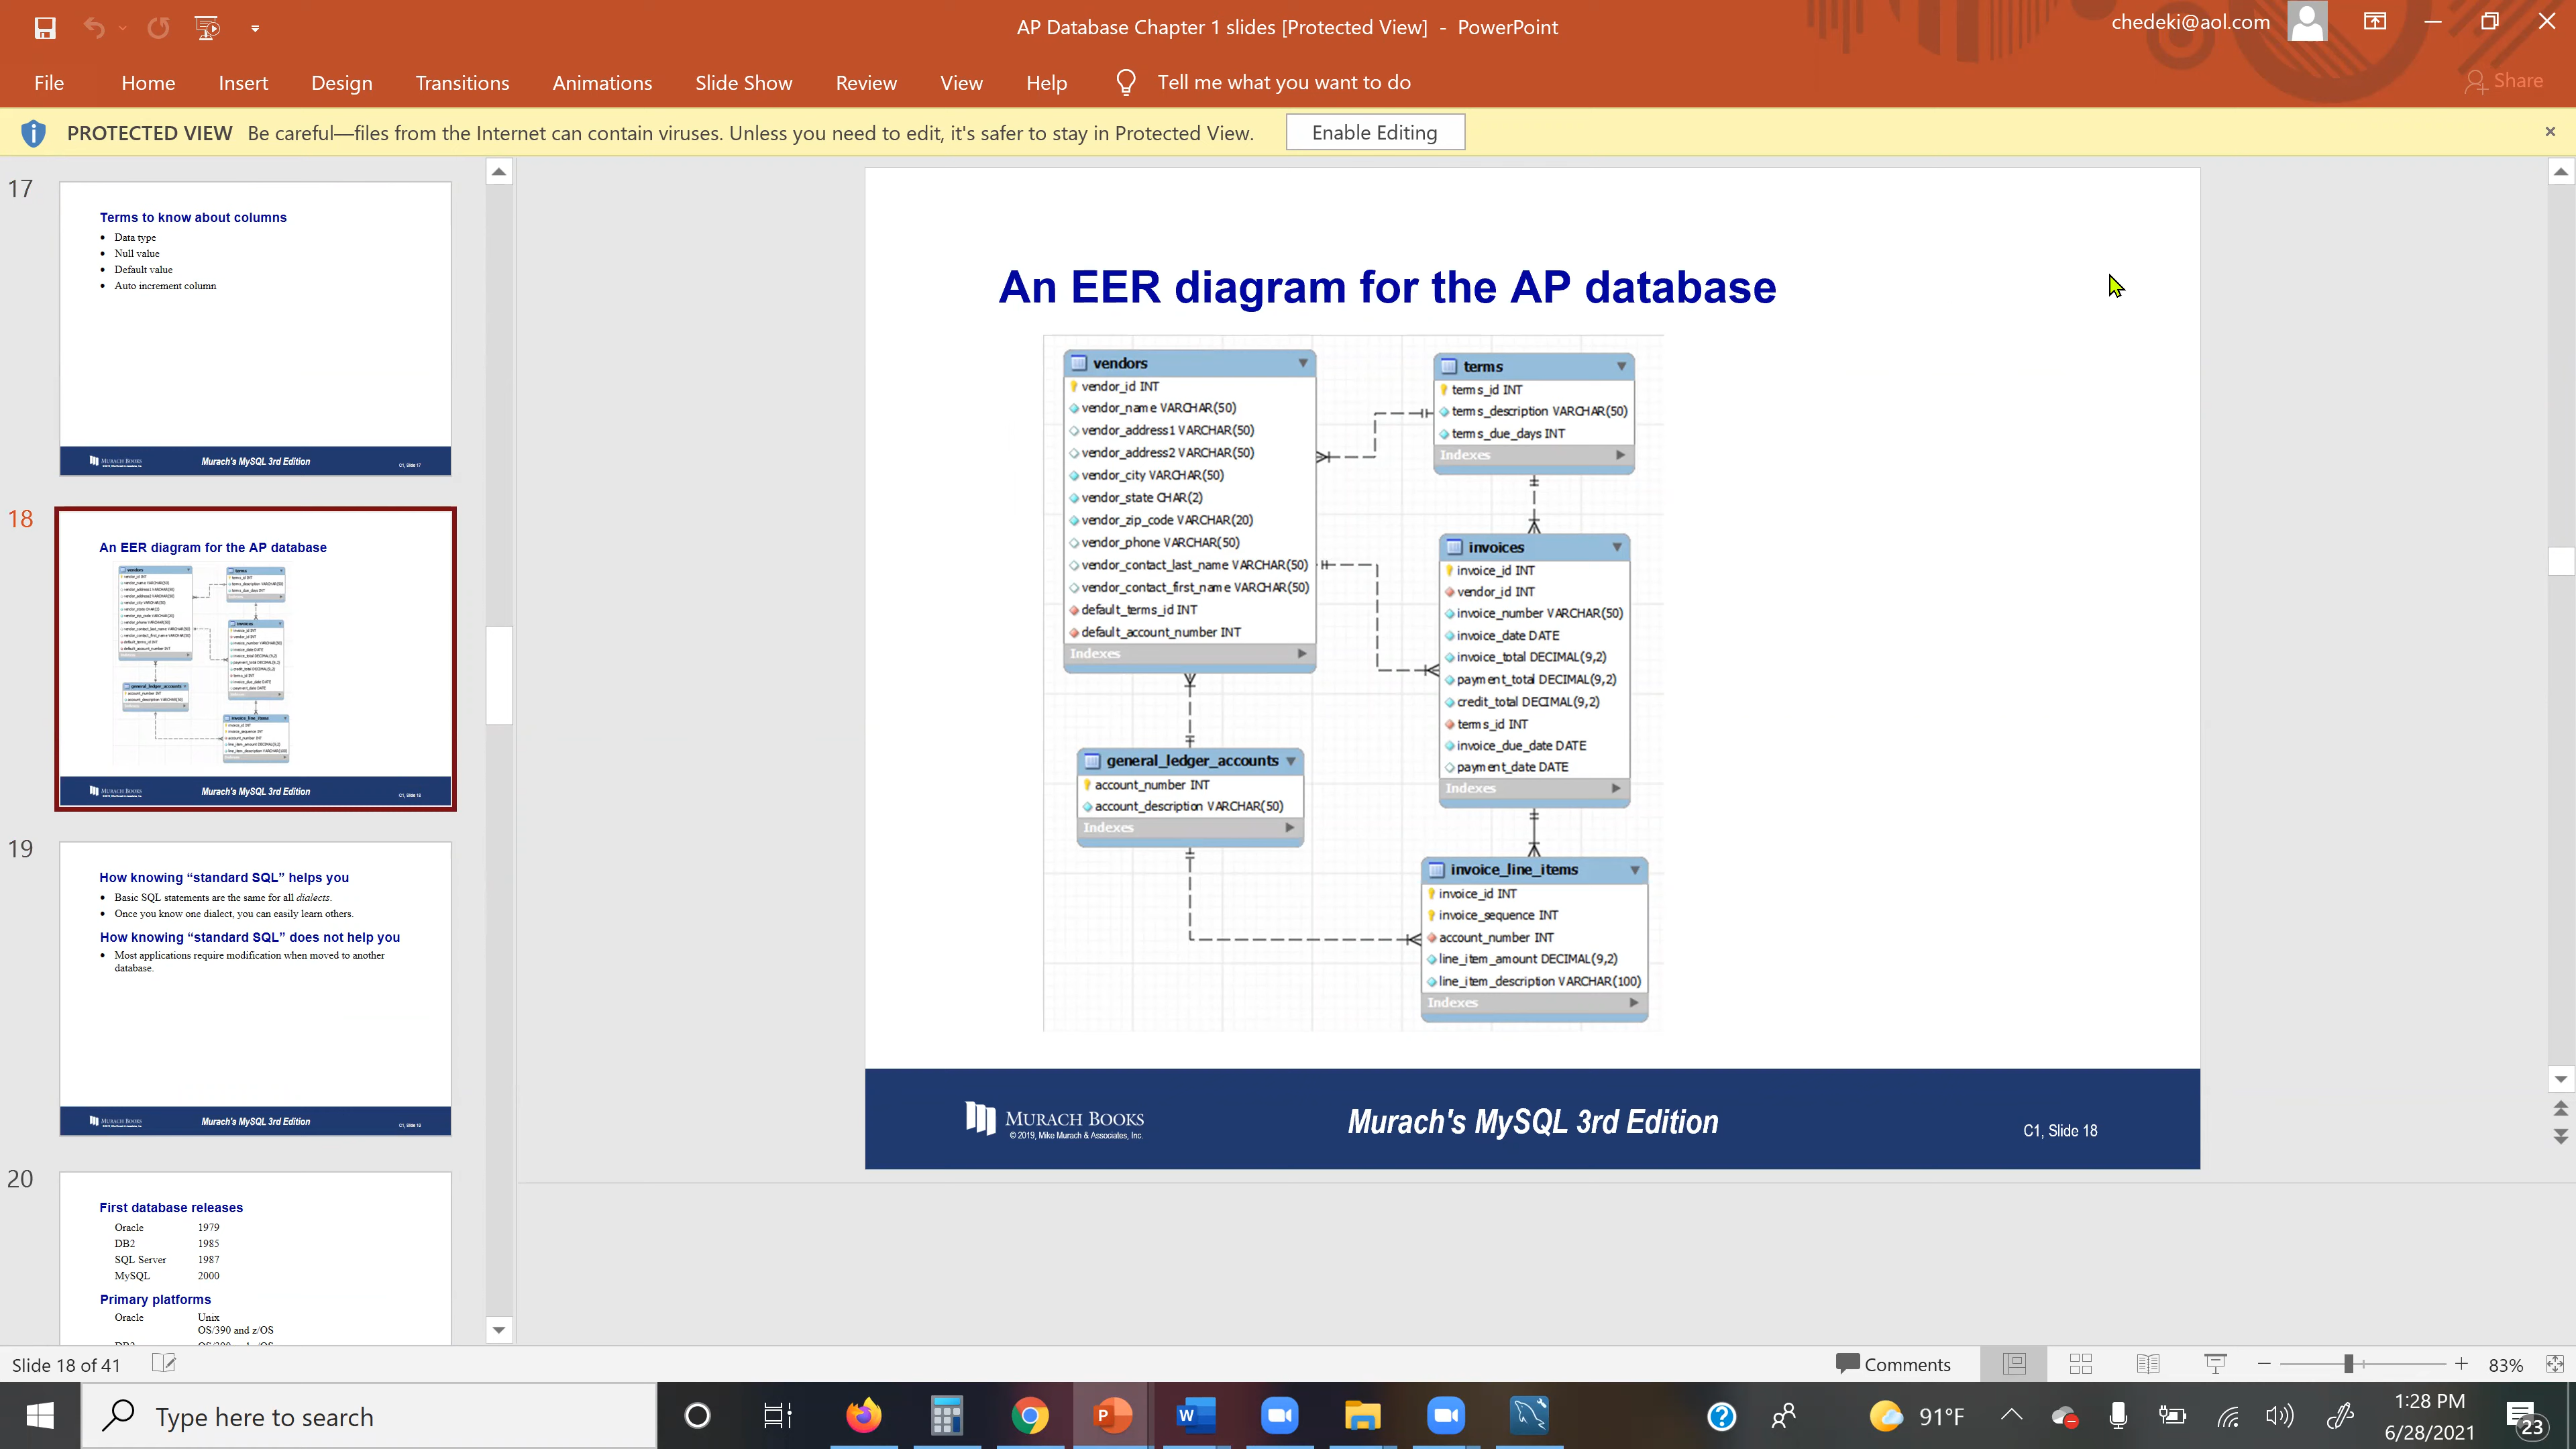 AP Database Chapter 1 slides [Protected View] - PowerPoint
chedeki@aol.com
File Home Insert Design Transitions Animations Slide Show Review View Help Tell me what you want to do
Share
PROTECTED VIEW Be careful—files from the Internet can contain viruses. Unless you need to edit, it's safer to stay in Protected View.
Enable Editing
17
Terms to know about columns
• Data type
• Null value
• Default value
• Auto increment column
MURACH BOOKS
Murach's MySQL 3rd Edition
C1, Slide 17
18
An EER diagram for the AP database
MURACH BOOKS
Murach's MySQL 3rd Edition
C1, Slide 18
19
How knowing “standard SQL” helps you
• Basic SQL statements are the same for all dialects.
• Once you know one dialect, you can easily learn others.
How knowing “standard SQL” does not help you
• Most applications require modification when moved to another
database.
MURACH BOOKS
Murach's MySQL 3rd Edition
C1, Slide 19
20
First database releases
Oracle 1979
DB2 1985
SQL Server 1987
MySQL 2000
Primary platforms
Oracle Unix
OS/390 and z/OS
An EER diagram for the AP database
vendors
vendor_id INT
vendor_name VARCHAR(50)
vendor_address1 VARCHAR(50)
vendor_address2 VARCHAR(50)
vendor_city VARCHAR(50)
vendor_state CHAR(2)
vendor_zip_code VARCHAR(20)
vendor_phone VARCHAR(50)
vendor_contact_last_name VARCHAR(50)
vendor_contact_first_name VARCHAR(50)
default_terms_id INT
default_account_number INT
Indexes
terms
terms_id INT
terms_description VARCHAR(50)
terms_due_days INT
Indexes
invoices
invoice_id INT
vendor_id INT
invoice_number VARCHAR(50)
invoice_date DATE
invoice_total DECIMAL(9,2)
payment_total DECIMAL(9,2)
credit_total DECIMAL(9,2)
terms_id INT
invoice_due_date DATE
payment_date DATE
Indexes
general_ledger_accounts
account_number INT
account_description VARCHAR(50)
Indexes
invoice_line_items
invoice_id INT
invoice_sequence INT
account_number INT
line_item_amount DECIMAL(9,2)
line_item_description VARCHAR(100)
Indexes
MURACH BOOKS
© 2019, Mike Murach & Associates, Inc.
Murach's MySQL 3rd Edition
C1, Slide 18
Slide 18 of 41
Comments
83%
Type here to search
91°F
1:28 PM
6/28/2021
23